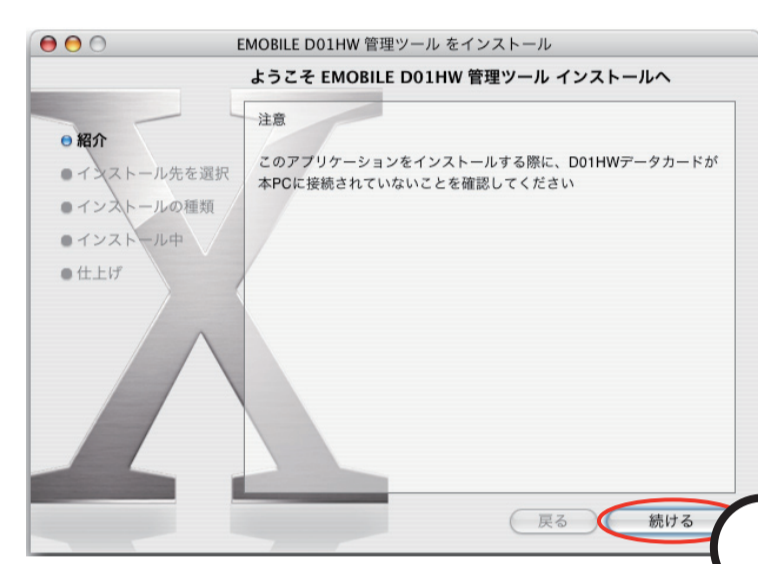 EMOBILE D01HW 管理ツール をインストール
ようこそ EMOBILE D01HW 管理ツール インストールへ
紹介
インストール先を選択
インストールの種類
インストール中
仕上げ
注意
このアプリケーションをインストールする際に、D01HWデータカードが
本PCに接続されていないことを確認してください
戻る
続ける